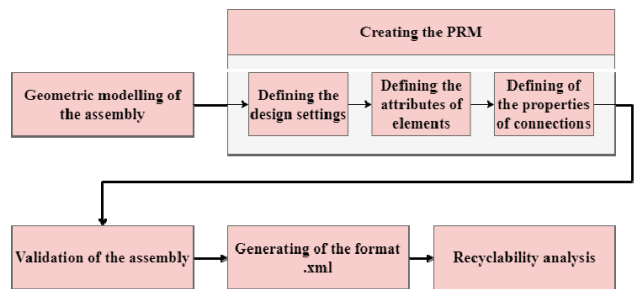 Creating the PRM
Geometric modelling of
the assembly
Defining the
design settings
Defining the
attributes of
elements
Defining of
the properties
of connections
Validation of the assembly
Generating of the format
.xml
Recyclability analysis